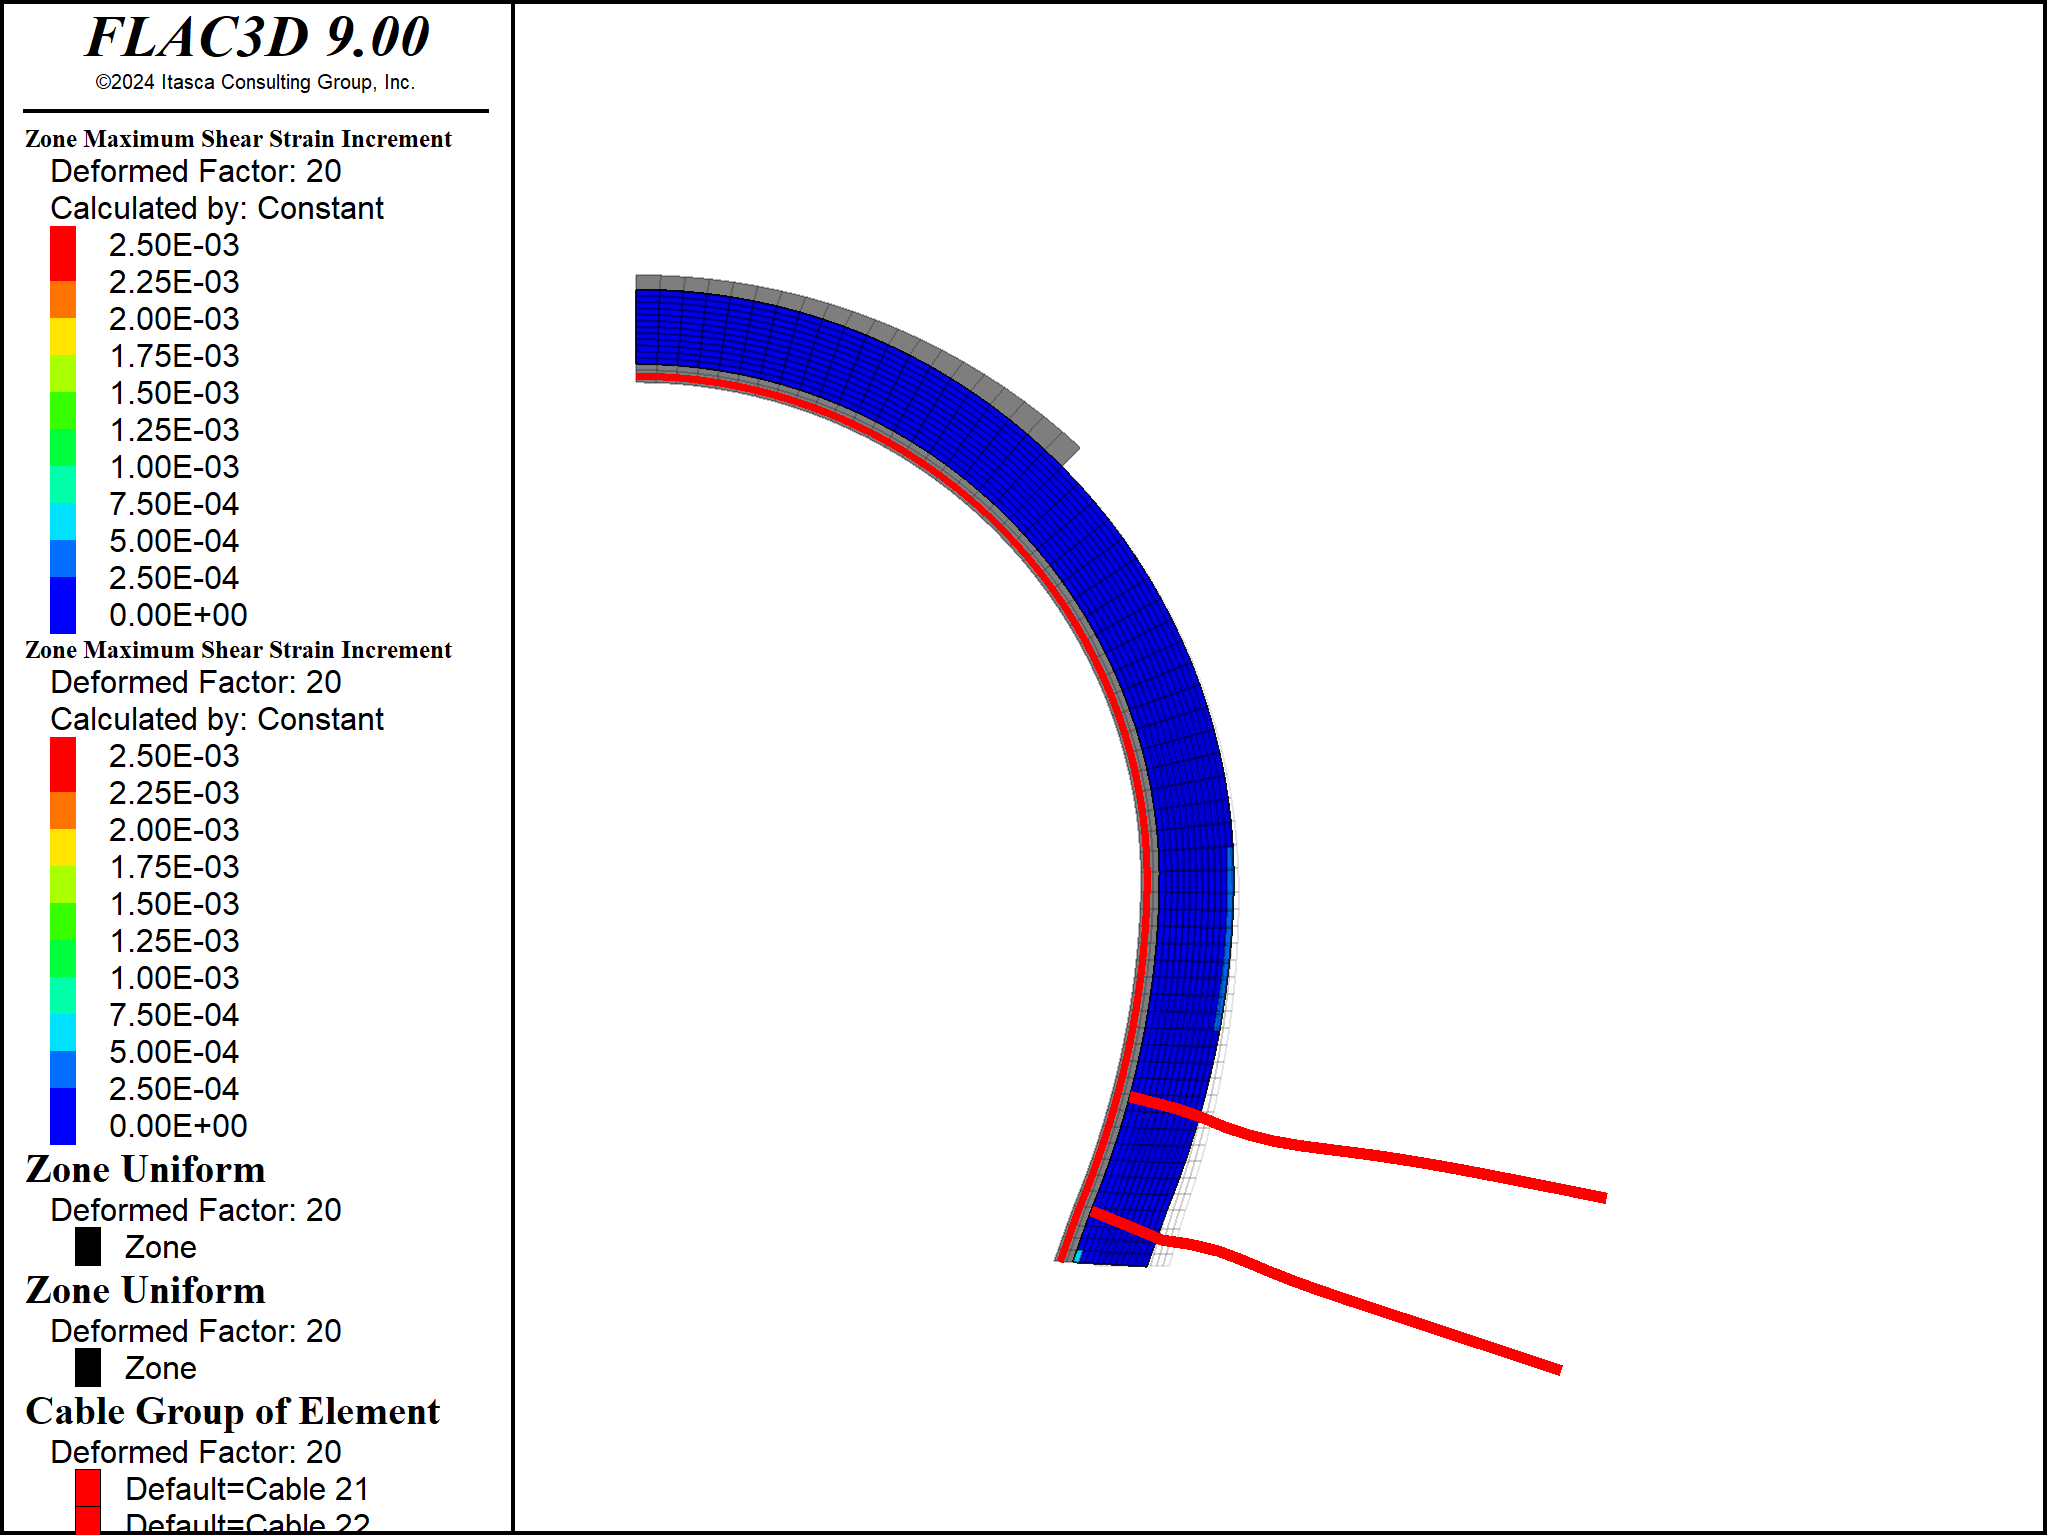 FLAC3D 9.00
©2024 Itasca Consulting Group, Inc.
Zone Maximum Shear Strain Increment
Deformed Factor: 20
Calculated by: Constant
2.50E-03
2.25E-03
2.00E-03
1.75E-03
1.50E-03
1.25E-03
1.00E-03
7.50E-04
5.00E-04
2.50E-04
0.00E+00
Zone Maximum Shear Strain Increment
Deformed Factor: 20
Calculated by: Constant
2.50E-03
2.25E-03
2.00E-03
1.75E-03
1.50E-03
1.25E-03
1.00E-03
7.50E-04
5.00E-04
2.50E-04
0.00E+00
Zone Uniform
Deformed Factor: 20
Zone
Zone Uniform
Deformed Factor: 20
Zone
Cable Group of Element
Deformed Factor: 20
Default=Cable 21
Default=Cable 22